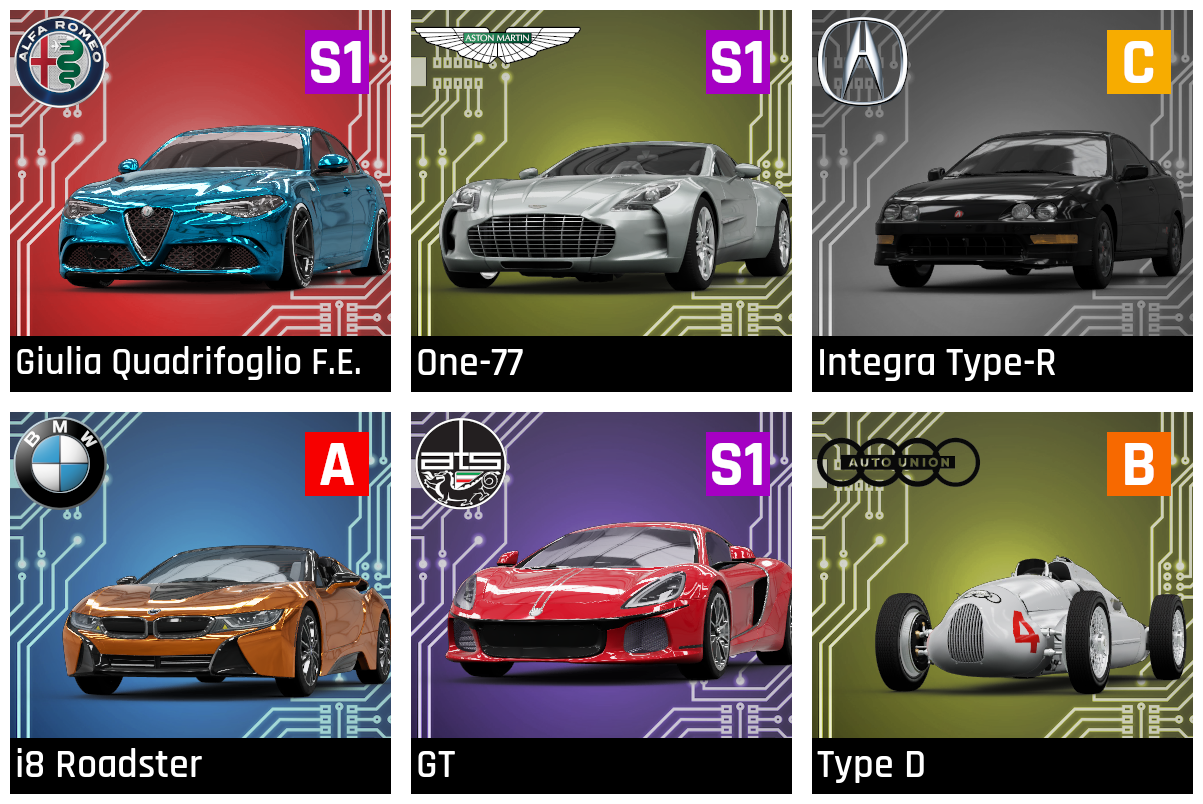 ALFA ROMEO
S1
ASTON MARTIN
S1
C
Giulia Quadrifoglio F.E.
One-77
Integra Type-R
BMW
A
ats
S1
AUTO UNION
B
4
i8 Roadster
GT
Type D